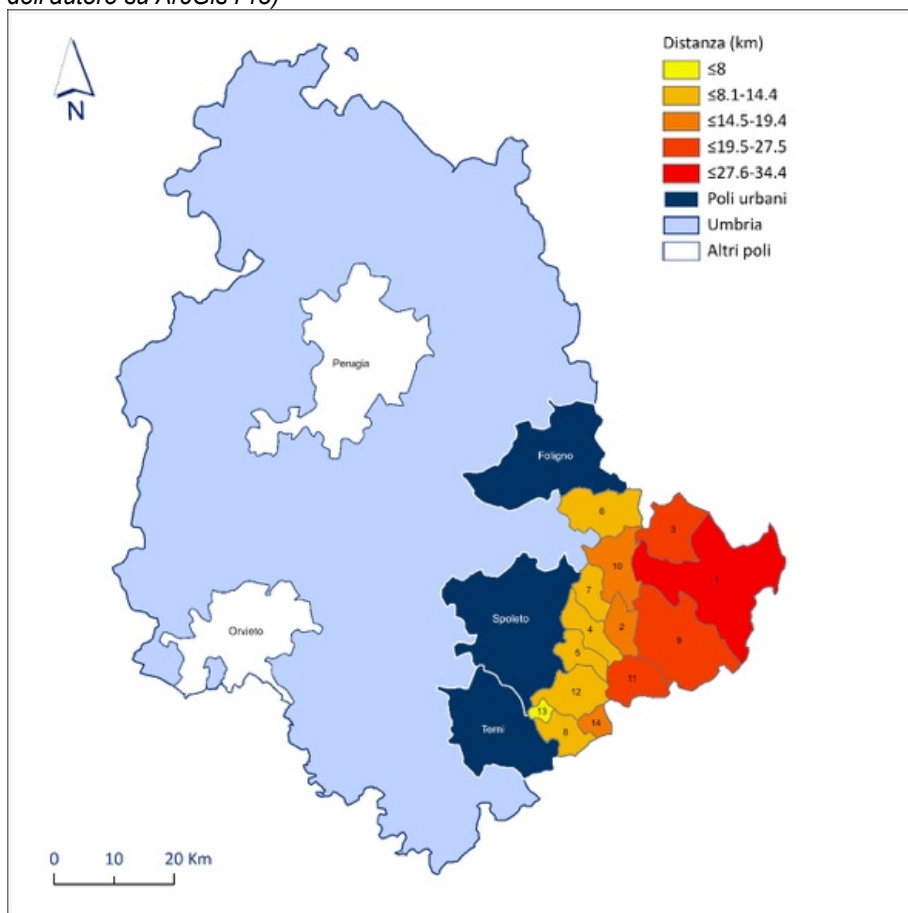 dell'autore su ArcGis Pro)
N
Distanza (km)
≤8
≤8.1-14.4
≤14.5-19.4
≤19.5-27.5
≤27.6-34.4
Poli urbani
Umbria
Altri poli
Perugia
Foligno
6
3
10
1
7
Spoleto
4
2
Orvieto
9
5
11
12
13
14
Terni
8
0 10 20 Km